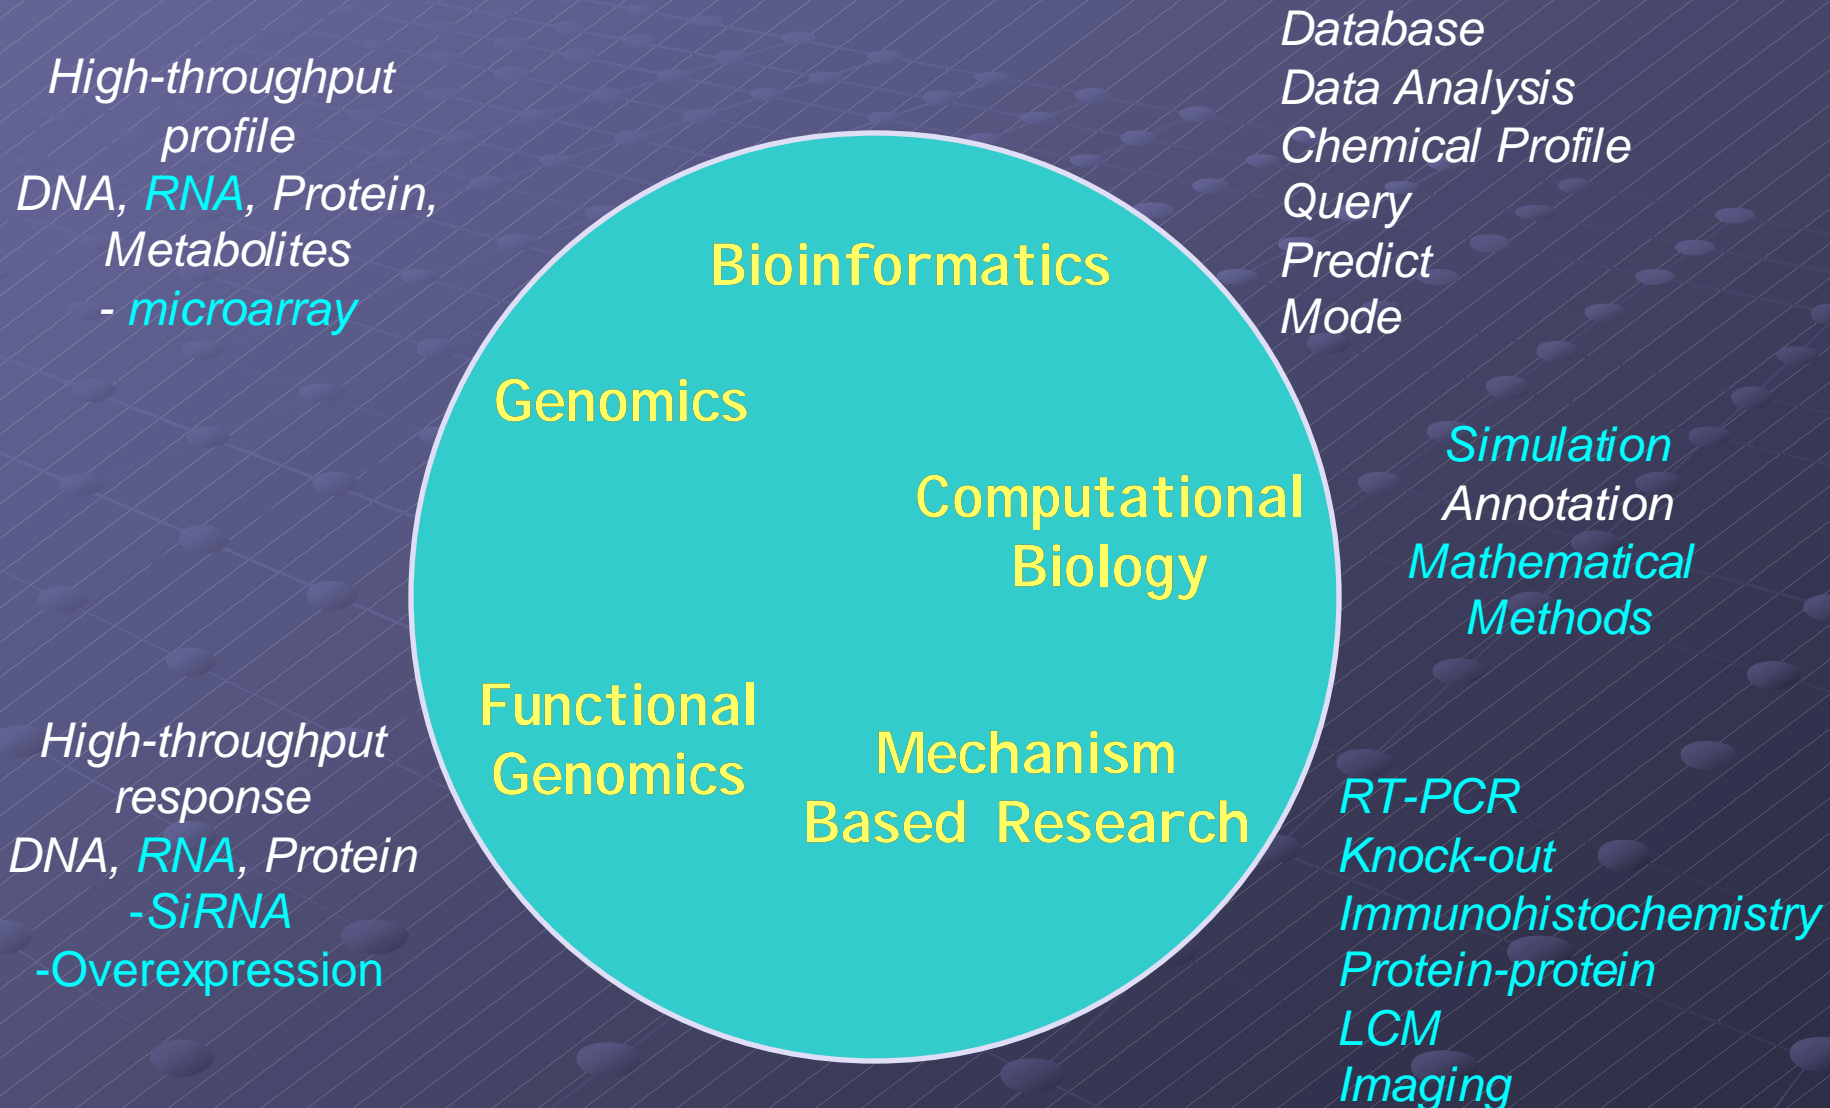 High-throughput
profile
DNA, RNA, Protein,
Metabolites
- microarray
Database
Data Analysis
Chemical Profile
Query
Predict
Mode
Bioinformatics
Genomics
Computational
Biology
Simulation
Annotation
Mathematical
Methods
Functional
Genomics
Mechanism
Based Research
High-throughput
response
DNA, RNA, Protein
-SiRNA
-Overexpression
RT-PCR
Knock-out
Immunohistochemistry
Protein-protein
LCM
Imaging